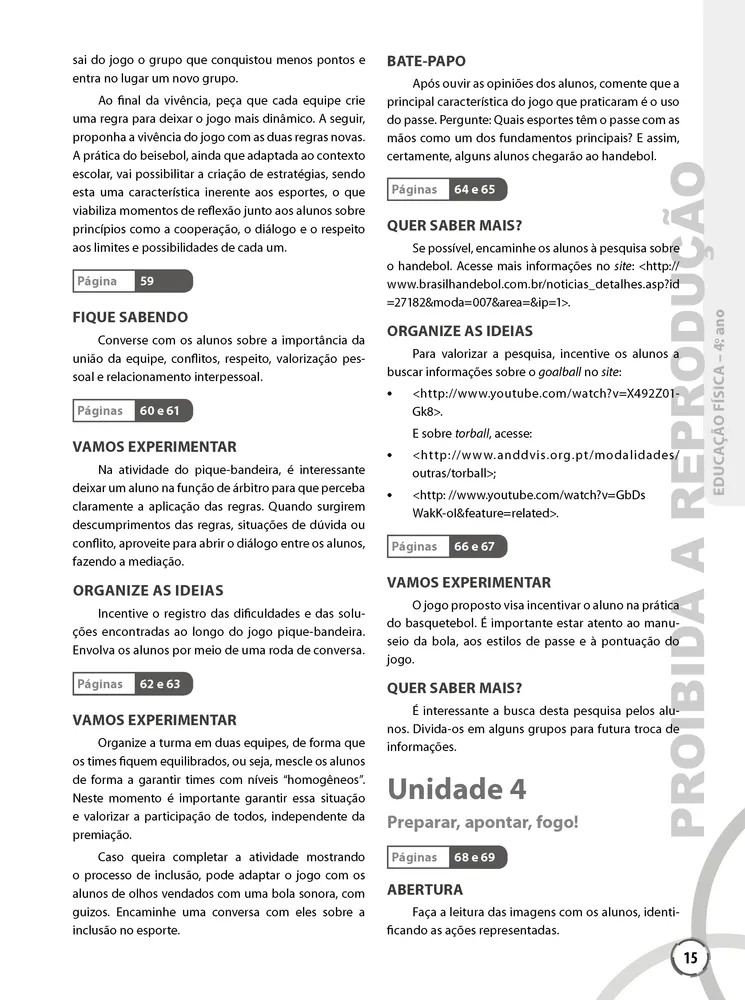 sai do jogo o grupo que conquistou menos pontos e
entra no lugar um novo grupo.
Ao final da vivência, peça que cada equipe crie
uma regra para deixar o jogo mais dinâmico. A seguir,
proponha a vivência do jogo com as duas regras novas.
A prática do beisebol, ainda que adaptada ao contexto
escolar, vai possibilitar a criação de estratégias, sendo
esta uma característica inerente aos esportes, o que
viabiliza momentos de reflexão junto aos alunos sobre
princípios como a cooperação, o diálogo e o respeito
aos limites e possibilidades de cada um.
Página 59
FIQUE SABENDO
Converse com os alunos sobre a importância da
união da equipe, conflitos, respeito, valorização pes-
soal e relacionamento interpessoal.
Páginas 60 e 61
VAMOS EXPERIMENTAR
Na atividade do pique-bandeira, é interessante
deixar um aluno na função de árbitro para que perceba
claramente a aplicação das regras. Quando surgirem
descumprimentos das regras, situações de dúvida ou
conflito, aproveite para abrir o diálogo entre os alunos,
fazendo a mediação.
ORGANIZE AS IDEIAS
Incentive o registro das dificuldades e das solu-
ções encontradas ao longo do jogo pique-bandeira.
Envolva os alunos por meio de uma roda de conversa.
Páginas 62 e 63
VAMOS EXPERIMENTAR
Organize a turma em duas equipes, de forma que
os times fiquem equilibrados, ou seja, mescle os alunos
de forma a garantir times com níveis “homogêneos”.
Neste momento é importante garantir essa situação
e valorizar a participação de todos, independente da
premiação.
Caso queira completar a atividade mostrando
o processo de inclusão, pode adaptar o jogo com os
alunos de olhos vendados com uma bola sonora, com
guizos. Encaminhe uma conversa com eles sobre a
inclusão no esporte.
BATE-PAPO
Após ouvir as opiniões dos alunos, comente que a
principal característica do jogo que praticaram é o uso
do passe. Pergunte: Quais esportes têm o passe com as
mãos como um dos fundamentos principais? E assim,
certamente, alguns alunos chegarão ao handebol.
Páginas 64 e 65
QUER SABER MAIS?
Se possível, encaminhe os alunos à pesquisa sobre
o handebol. Acesse mais informações no site: <http://
www.brasilhandebol.com.br/noticias_detalhes.asp?id
=27182&moda=007&area=&ip=1>.
ORGANIZE AS IDEIAS
Para valorizar a pesquisa, incentive os alunos a
buscar informações sobre o goalball no site:
• <http://www.youtube.com/watch?v=X492Z01-
Gk8>.
E sobre torball, acesse:
• <http://www.anddvis.org.pt/modalidades/
outras/torball>;
• <http: //www.youtube.com/watch?v=GbDs
WakK-oI&feature=related>.
Páginas 66 e 67
VAMOS EXPERIMENTAR
O jogo proposto visa incentivar o aluno na prática
do basquetebol. É importante estar atento ao manu-
seio da bola, aos estilos de passe e à pontuação do
jogo.
QUER SABER MAIS?
É interessante a busca desta pesquisa pelos alu-
nos. Divida-os em alguns grupos para futura troca de
informações.
Unidade 4
Preparar, apontar, fogo!
Páginas 68 e 69
ABERTURA
Faça a leitura das imagens com os alunos, identi-
ficando as ações representadas.
PROIBIDA A REPRODUÇÃO
EDUCAÇÃO FÍSICA – 4º. ano
15